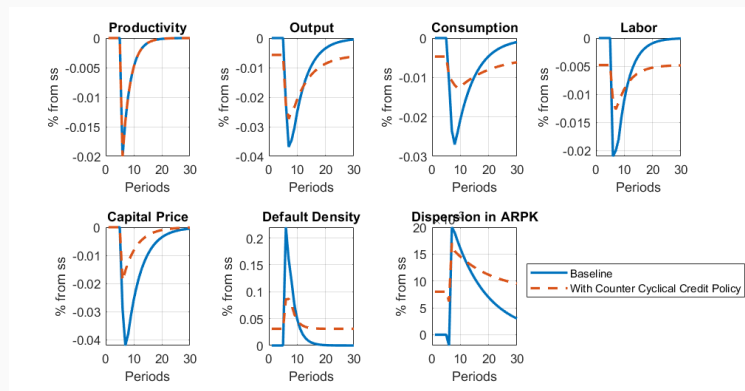 Productivity
Output
Consumption
Labor
% from ss
0
-0.005
-0.01
-0.015
-0.02
0 10 20 30
Periods
% from ss
0
-0.01
-0.02
-0.03
-0.04
0 10 20 30
Periods
% from ss
0
-0.01
-0.02
-0.03
0 10 20 30
Periods
% from ss
0
-0.005
-0.01
-0.015
-0.02
0 10 20 30
Periods
Capital Price
Default Density
Dispersion in ARPK
% from ss
0
-0.01
-0.02
-0.03
-0.04
0 10 20 30
Periods
% from ss
0.2
0.15
0.1
0.05
0
0 10 20 30
Periods
% from ss
20
15
10
5
0
0 10 20 30
Periods
Baseline
With Counter Cyclical Credit Policy